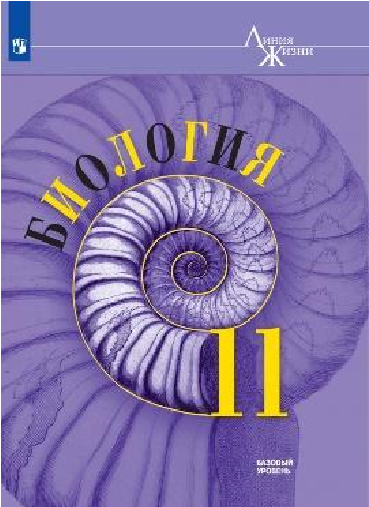 Линия
Жизни
БИОЛОГИЯ
11
БАЗОВЫЙ
УРОВЕНЬ